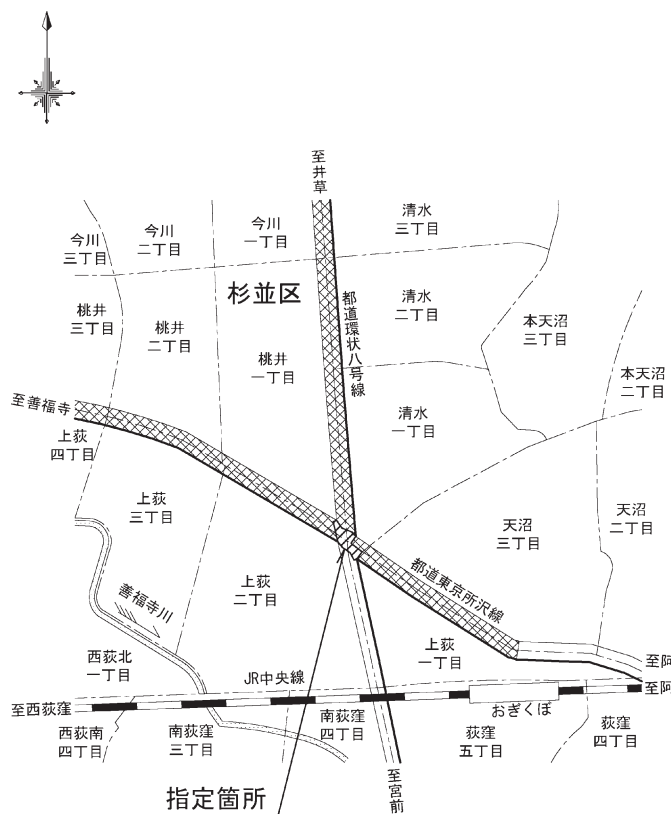 至井草
清水
三丁目
今川
一丁目
今川
二丁目
今川
三丁目
杉並区
都道環状八号線
清水
二丁目
本天沼
三丁目
桃井
三丁目
桃井
二丁目
桃井
一丁目
本天沼
二丁目
至善福寺
清水
一丁目
上荻
四丁目
上荻
三丁目
天沼
三丁目
天沼
二丁目
都道東京所沢線
上荻
二丁目
善福寺川
上荻
一丁目
西荻北
一丁目
JR中央線
至阿
至阿
至西荻窪
おぎくぼ
西荻南
四丁目
南荻窪
三丁目
南荻窪
四丁目
荻窪
五丁目
荻窪
四丁目
至宮前
指定箇所